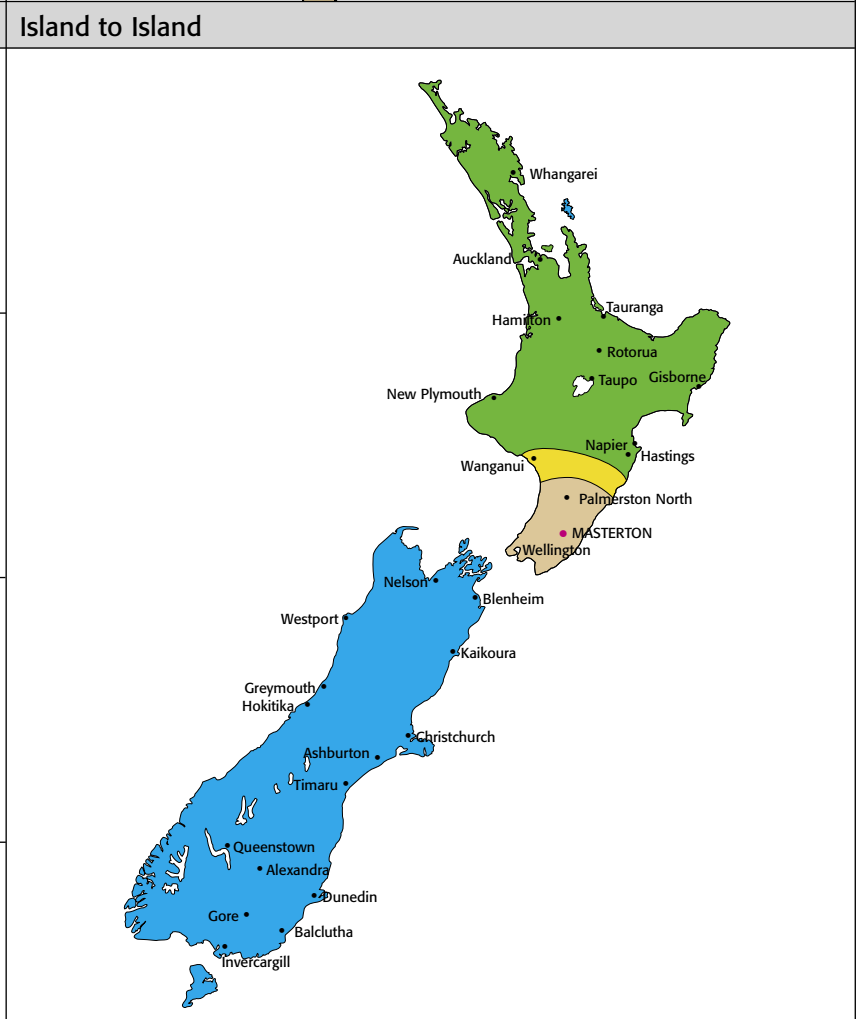 Island to Island
Whangarei
Auckland
Tauranga
Hamilton
Rotorua
Taupo
Gisborne
New Plymouth
Napier
Hastings
Wanganui
Palmerston North
MASTERTON
Wellington
Nelson
Blenheim
Westport
Kaikoura
Greymouth
Hokitika
Christchurch
Ashburton
Timaru
Queenstown
Alexandra
Dunedin
Gore
Balclutha
Invercargill